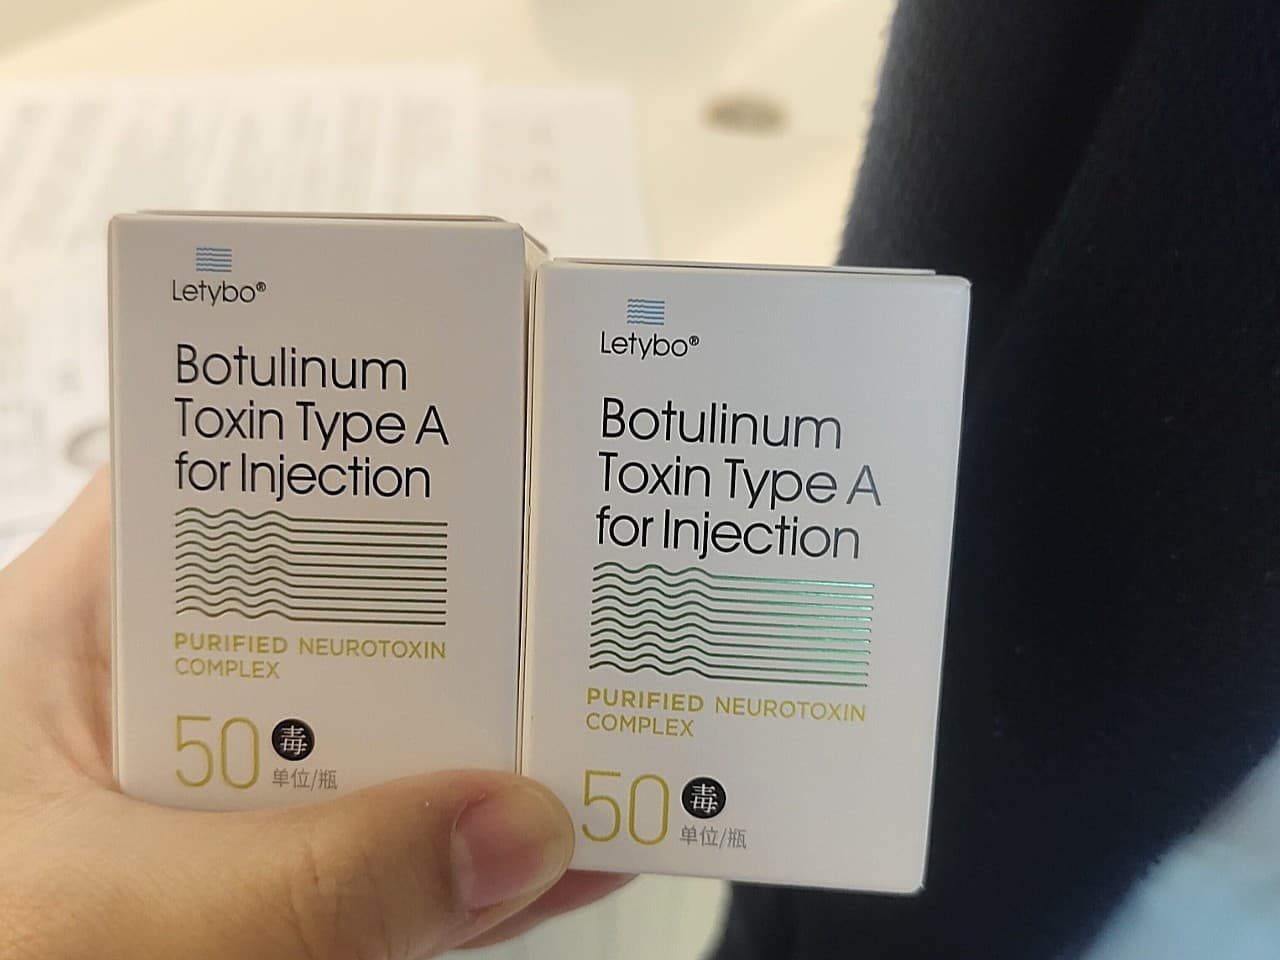 Letybo®
Botulinum
Toxin Type A
for Injection
PURIFIED NEUROTOXIN
COMPLEX
50 毒
单位/瓶
Letybo®
Botulinum
Toxin Type A
for Injection
PURIFIED NEUROTOXIN
COMPLEX
50 毒
单位/瓶